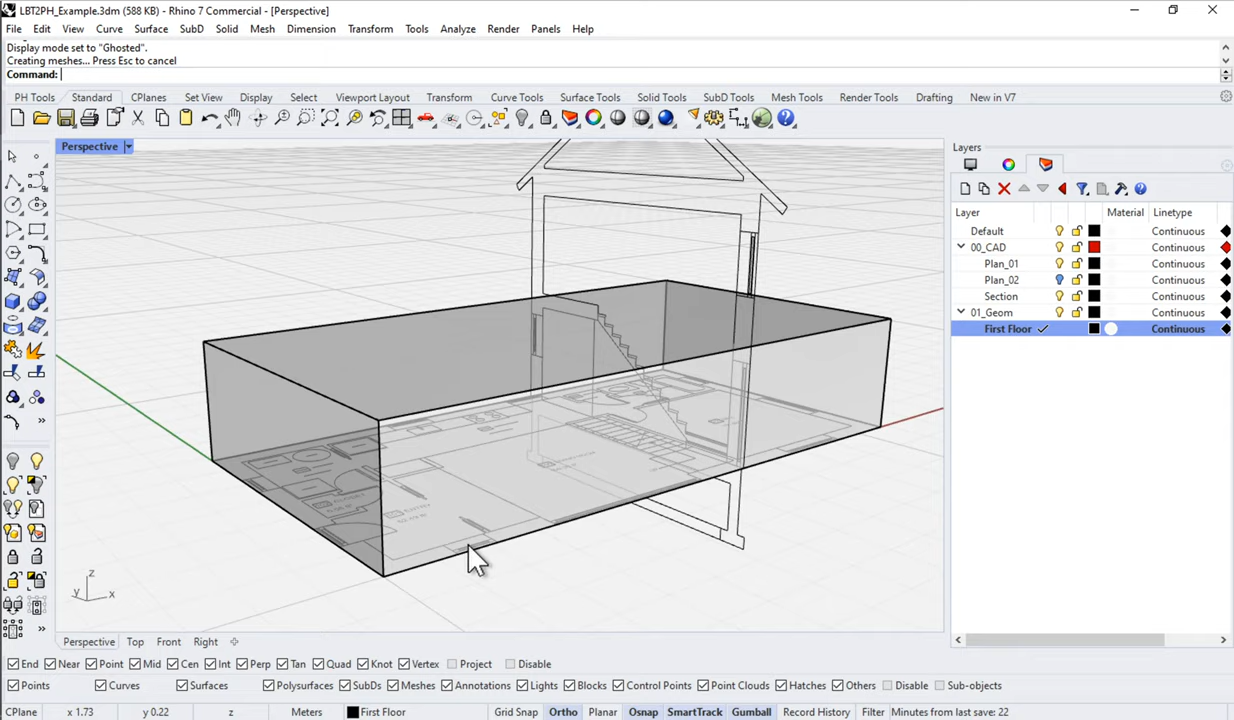 LBT2PH_Example.3dm (588 KB) - Rhino 7 Commercial - [Perspective]
File Edit View Curve Surface SubD Solid Mesh Dimension Transform Tools Analyze Render Panels Help
Display mode set to "Ghosted".
Creating meshes... Press Esc to cancel
Command:
PH Tools Standard CPlanes Set View Display Select Viewport Layout Transform Curve Tools Surface Tools Solid Tools SubD Tools Mesh Tools Render Tools Drafting New in V7
Perspective
Layers
Layer Material Linetype
Default Continuous
00_CAD Continuous
Plan_01 Continuous
Plan_02 Continuous
Section Continuous
01_Geom Continuous
First Floor Continuous
z
y x
Perspective Top Front Right
End Near Point Mid Cen Int Perp Tan Quad Knot Vertex Project Disable
Points Curves Surfaces Polysurfaces SubDs Meshes Annotations Lights Blocks Control Points Point Clouds Hatches Others Disable Sub-objects
CPlane x 1.73 y 0.22 z Meters First Floor Grid Snap Ortho Planar Osnap SmartTrack Gumball Record History Filter Minutes from last save: 22